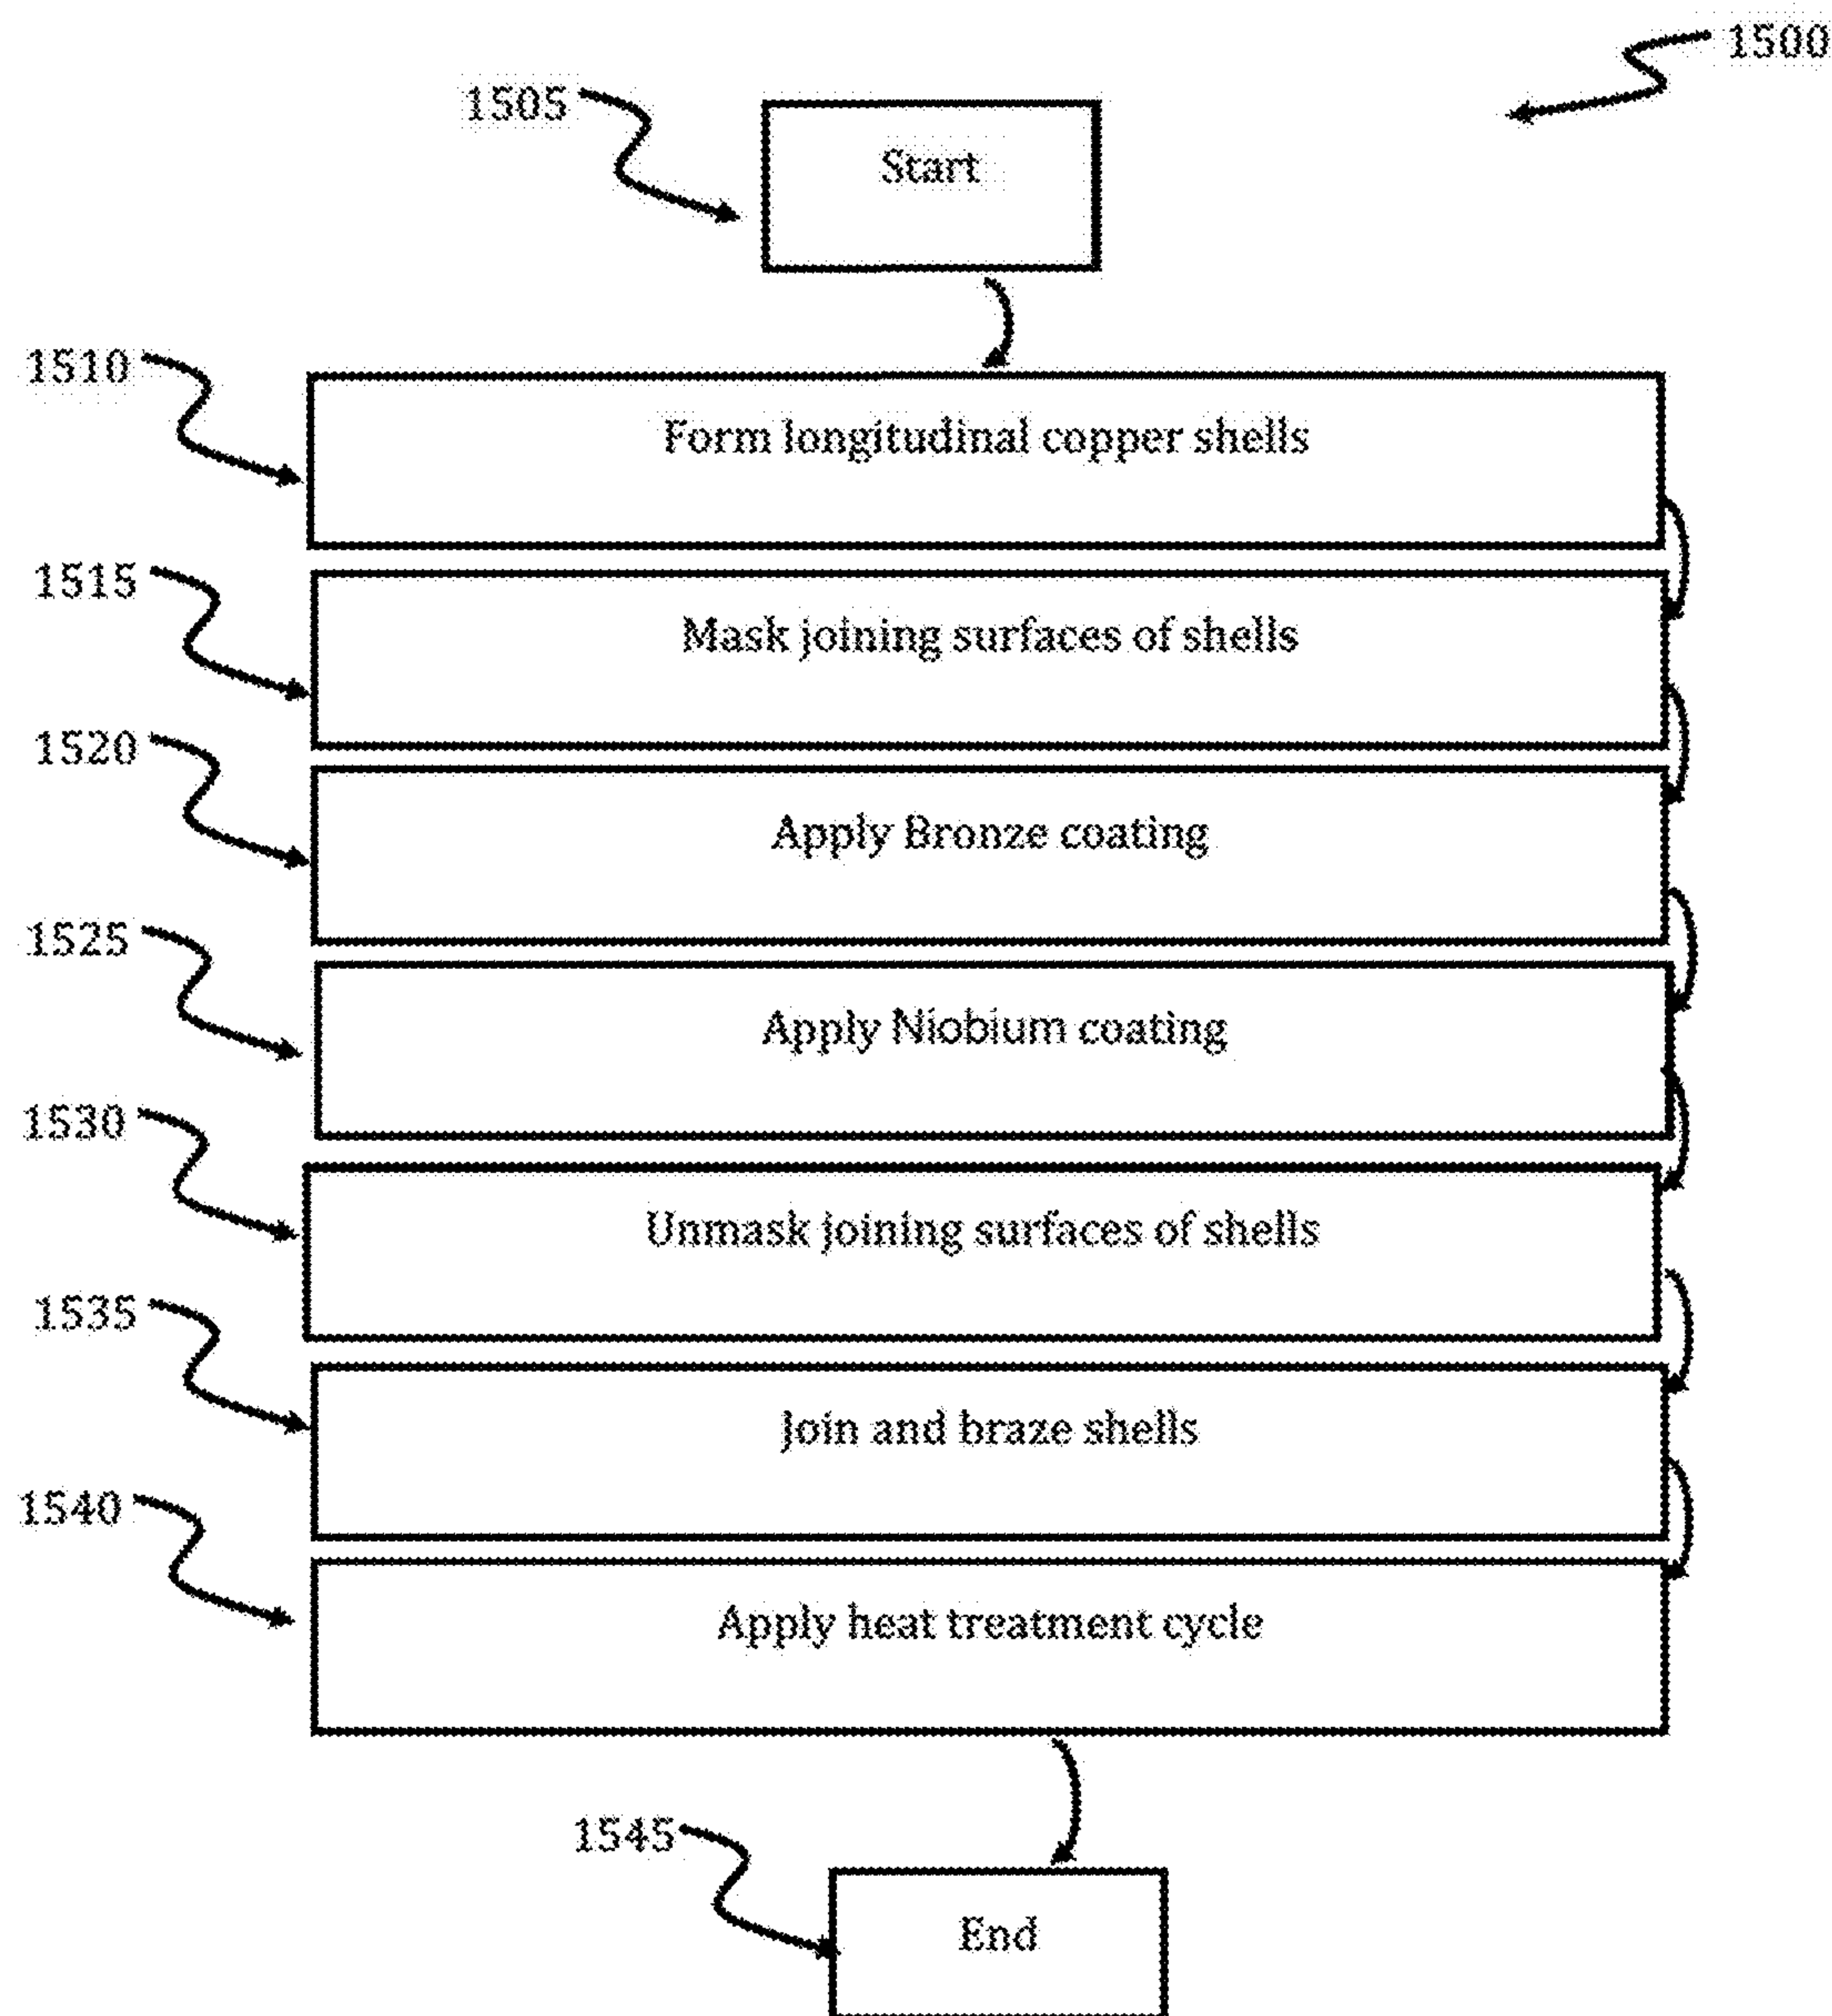 1500
1505
Start
1510
Form longitudinal copper shells
1515
Mask joining surfaces of shells
1520
Apply Bronze coating
1525
Apply Niobium coating
1530
Unmask joining surfaces of shells
1535
Join and braze shells
1540
Apply heat treatment cycle
1545
End